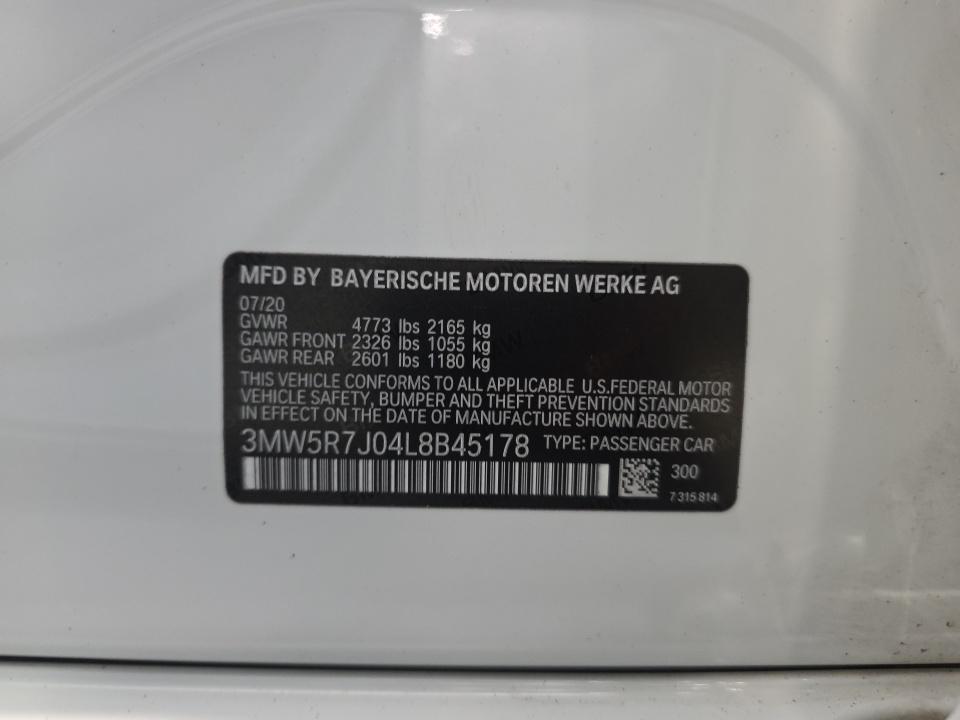 MFD BY BAYERISCHE MOTOREN WERKE AG
07/20
GVWR 4773 lbs 2165 kg
GAWR FRONT 2326 lbs 1055 kg
GAWR REAR 2601 lbs 1180 kg
THIS VEHICLE CONFORMS TO ALL APPLICABLE U.S.FEDERAL MOTOR
VEHICLE SAFETY, BUMPER AND THEFT PREVENTION STANDARDS
IN EFFECT ON THE DATE OF MANUFACTURE SHOWN ABOVE.
3MW5R7J04L8B45178 TYPE: PASSENGER CAR
300
7 315 814